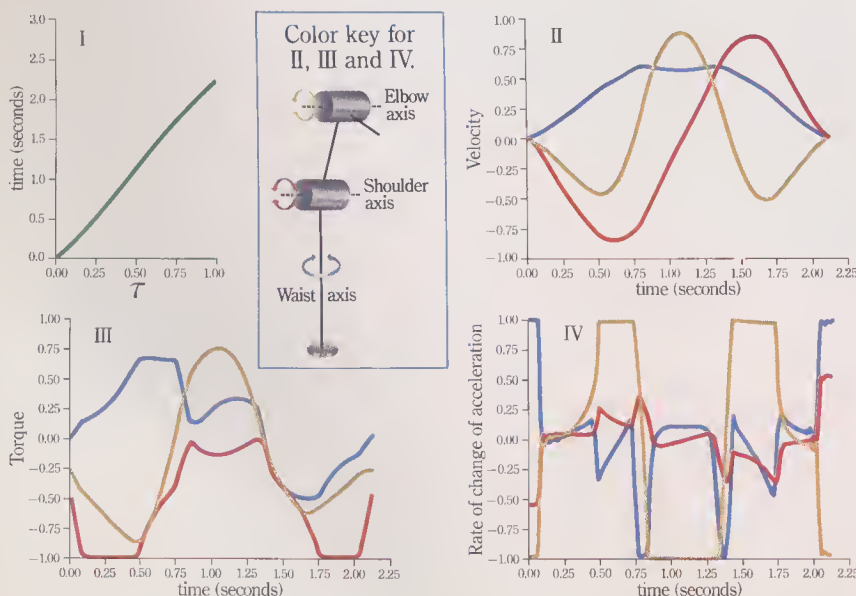 I
3.0
2.5
2.0
1.5
1.0
0.5
0.0
time (seconds)
0.00 0.25 0.50 0.75 1.00
τ
Color key for
II, III and IV.
Elbow
axis
Shoulder
axis
Waist axis
II
1.00
0.75
0.50
0.25
0.00
−0.25
−0.50
−0.75
−1.00
Velocity
0.00 0.25 0.50 0.75 1.00 1.25 1.50 1.75 2.00 2.25
time (seconds)
III
1.00
0.75
0.50
0.25
0.00
−0.25
−0.50
−0.75
−1.00
Torque
0.00 0.25 0.50 0.75 1.00 1.25 1.50 1.75 2.00 2.25
time (seconds)
IV
1.00
0.75
0.50
0.25
0.00
−0.25
−0.50
−0.75
−1.00
Rate of change of acceleration
0.00 0.25 0.50 0.75 1.00 1.25 1.50 1.75 2.00 2.25
time (seconds)